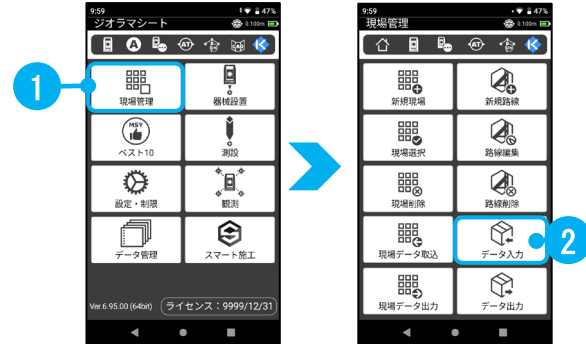 9:59
47%
ジオラマシート
0.100m
A
AT
CAD
1
現場管理
器械設置
MSY
ベスト10
測設
設定・制限
観測
データ管理
スマート施工
Ver.6.95.00 (64bit)
ライセンス：9999/12/31
9:59
47%
現場管理
0.100m
AT
CAD
新規現場
新規路線
現場選択
路線編集
現場削除
路線削除
現場データ取込
データ入力
2
現場データ出力
データ出力